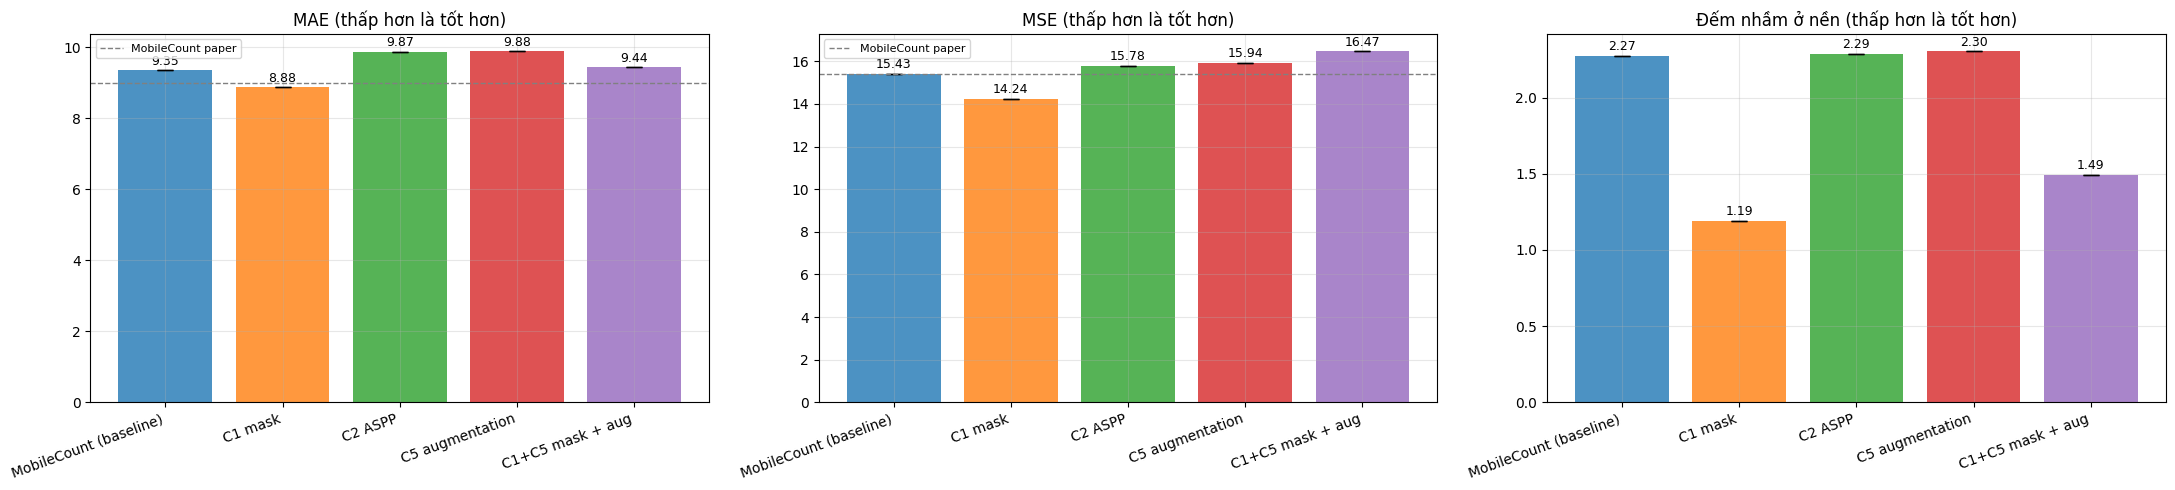 MAE (thấp hơn là tốt hơn)
MobileCount paper
10
8
6
4
2
0
9.35
8.88
9.87
9.88
9.44
MobileCount (baseline)
C1 mask
C2 ASPP
C5 augmentation
C1+C5 mask + aug
MSE (thấp hơn là tốt hơn)
MobileCount paper
16
14
12
10
8
6
4
2
0
15.43
14.24
15.78
15.94
16.47
MobileCount (baseline)
C1 mask
C2 ASPP
C5 augmentation
C1+C5 mask + aug
Đếm nhầm ở nền (thấp hơn là tốt hơn)
2.0
1.5
1.0
0.5
0.0
2.27
1.19
2.29
2.30
1.49
MobileCount (baseline)
C1 mask
C2 ASPP
C5 augmentation
C1+C5 mask + aug